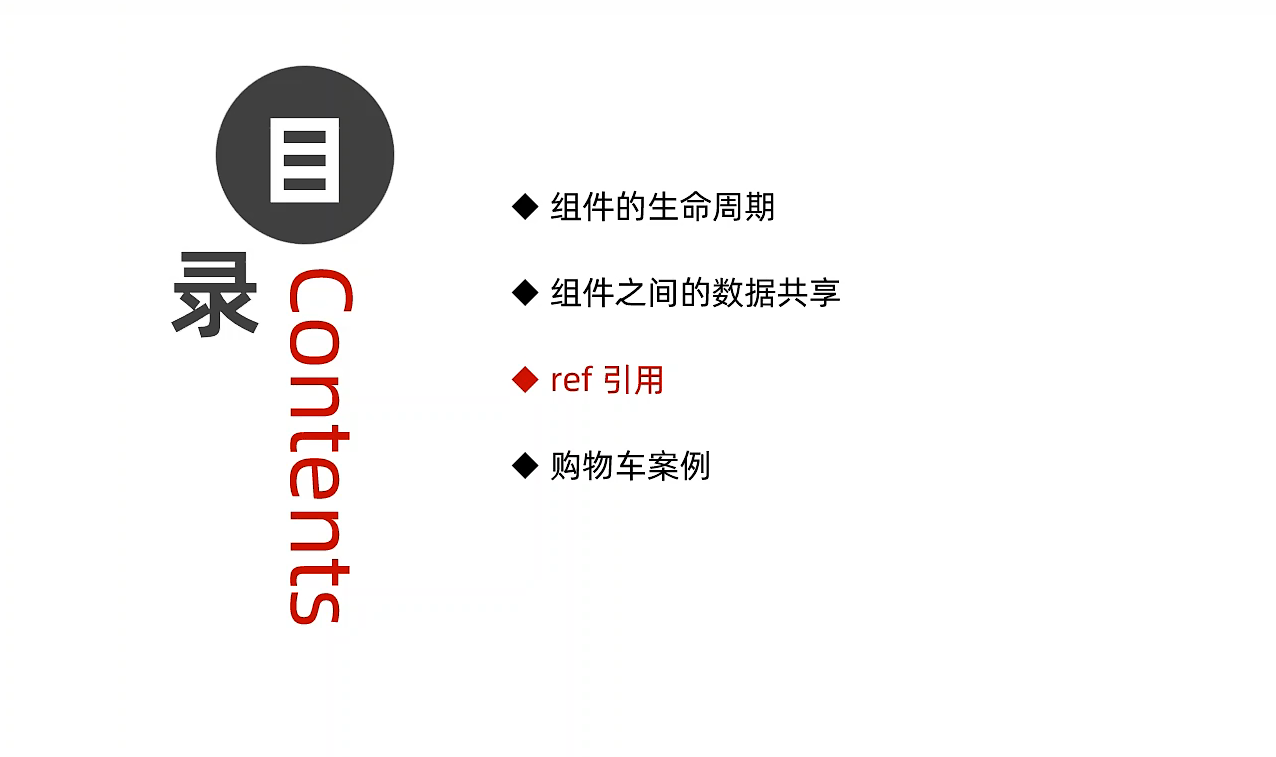 目录
Contents
◆ 组件的生命周期
◆ 组件之间的数据共享
◆ ref 引用
◆ 购物车案例